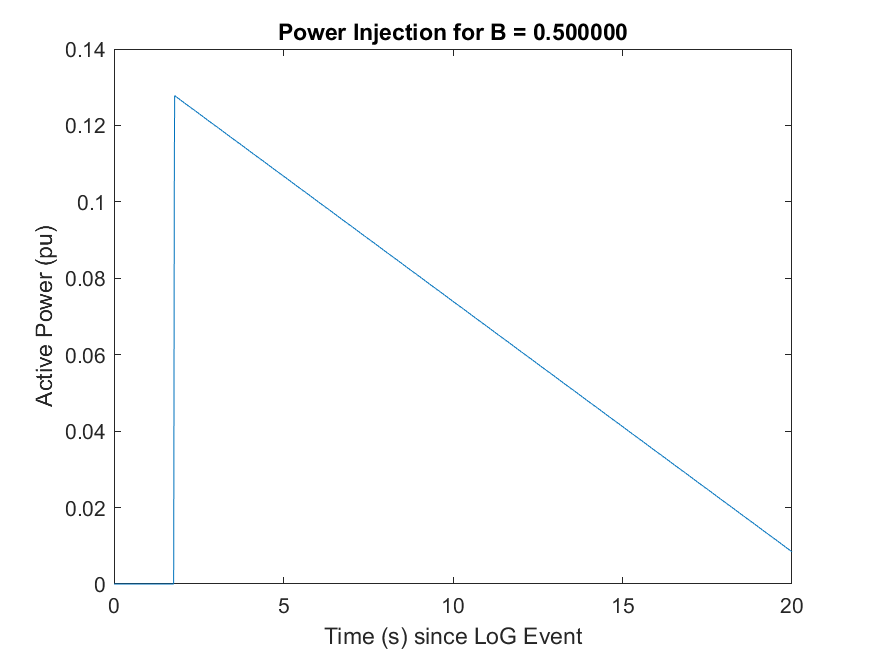 Power Injection for B = 0.500000
0.14
0.12
0.1
0.08
0.06
0.04
0.02
0
Active Power (pu)
0 5 10 15 20
Time (s) since LoG Event